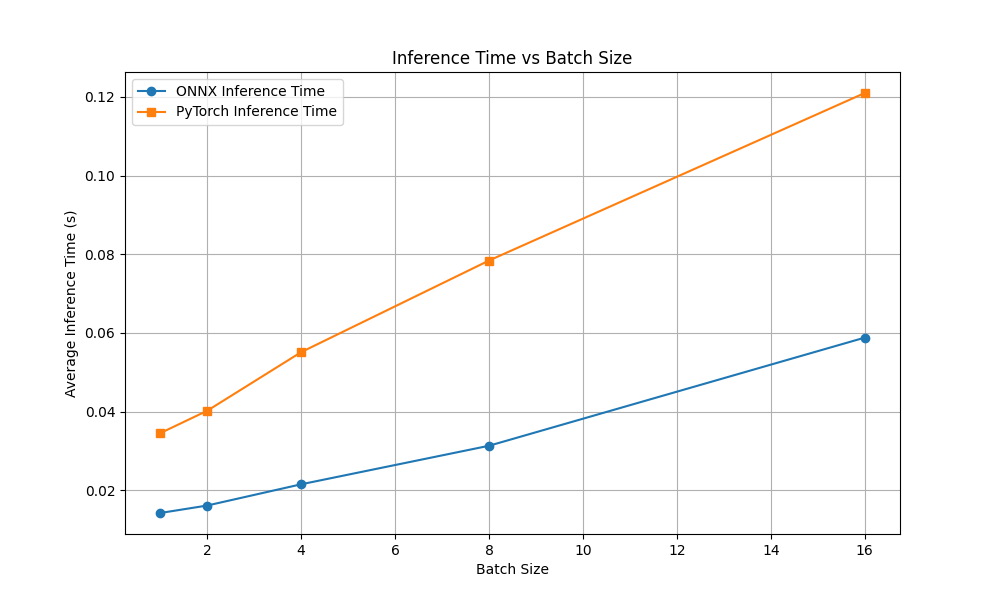 Inference Time vs Batch Size
ONNX Inference Time
PyTorch Inference Time
Average Inference Time (s)
0.12
0.10
0.08
0.06
0.04
0.02
2 4 6 8 10 12 14 16
Batch Size